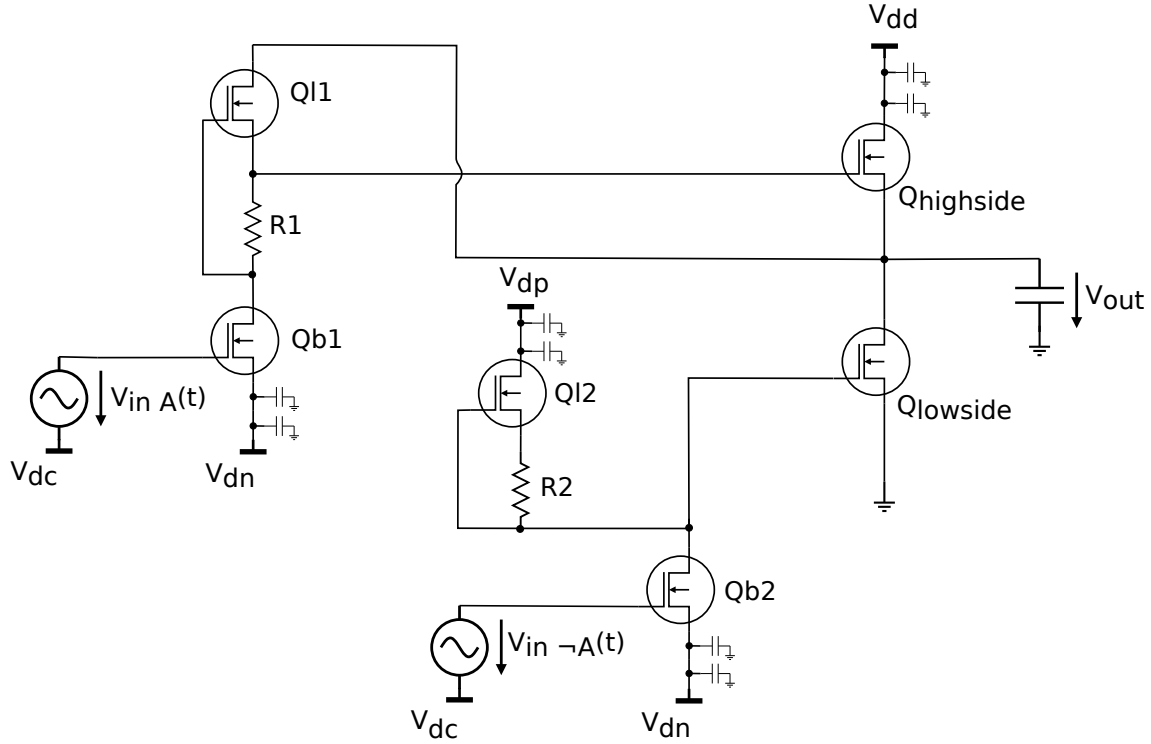 Vdd
Ql1
Qhighside
R1
Vdp
Vout
Qb1
Ql2
Vin A(t)
Qlowside
Vdc
Vdn
R2
Qb2
Vin ¬A(t)
Vdc
Vdn